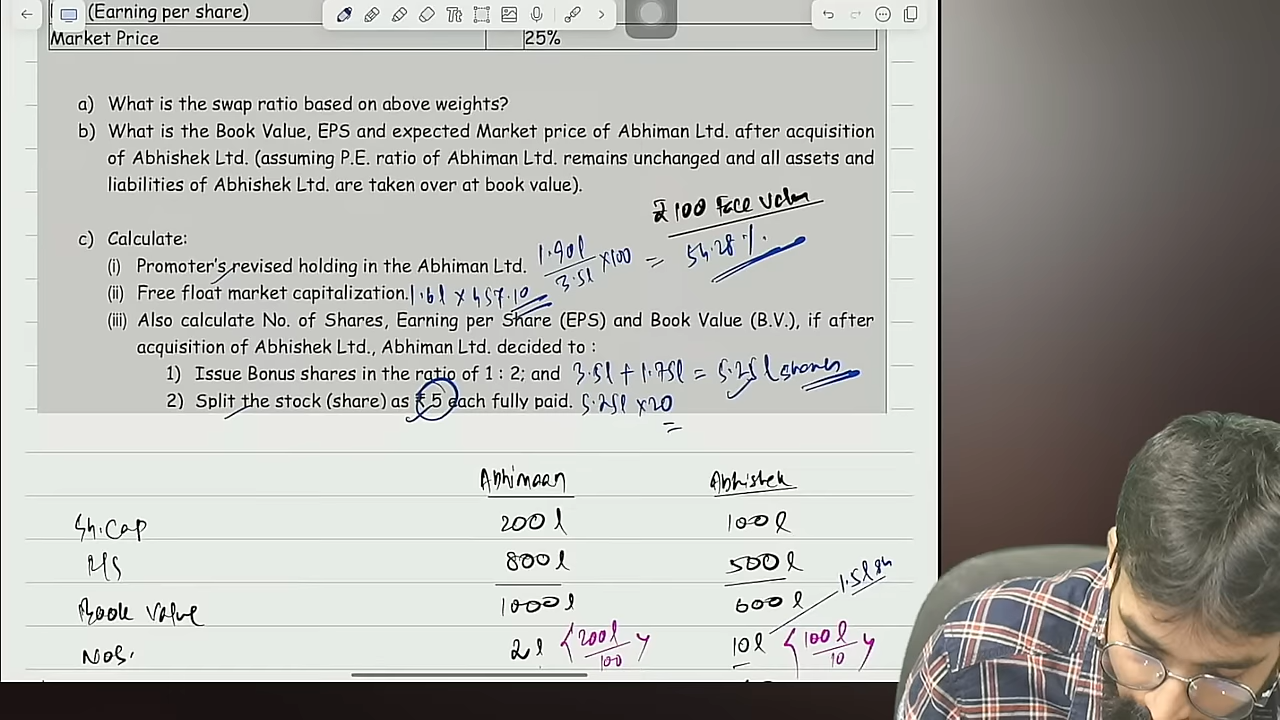 (Earning per share)
Market Price 25%
a) What is the swap ratio based on above weights?
b) What is the Book Value, EPS and expected Market price of Abhiman Ltd. after acquisition
of Abhishek Ltd. (assuming P.E. ratio of Abhiman Ltd. remains unchanged and all assets and
liabilities of Abhishek Ltd. are taken over at book value).
₹100 Face Value
c) Calculate:
(i) Promoter's revised holding in the Abhiman Ltd. 1.90l/3.5l ×100 = 54.28%.
(ii) Free float market capitalization. 1.6l × 457.10
(iii) Also calculate No. of Shares, Earning per Share (EPS) and Book Value (B.V.), if after
acquisition of Abhishek Ltd., Abhiman Ltd. decided to :
1) Issue Bonus shares in the ratio of 1 : 2; and 3.5l + 1.75l = 5.25l shares
2) Split the stock (share) as ₹ 5 each fully paid. 5.25l ×20
Abhimaan Abhishek
Sh.Cap 200l 100l
800l 500l
1.5l sh
Book Value 1000l 600l
NOS. 2l {200l/100} 10l {100l/10}